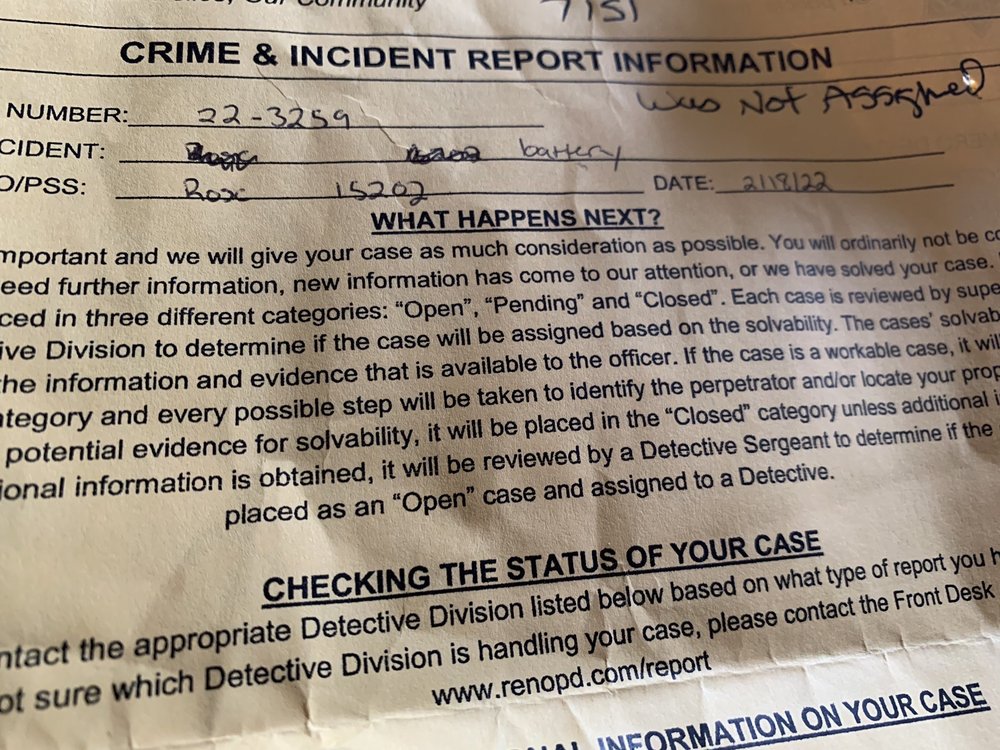 Our Community
7151
CRIME & INCIDENT REPORT INFORMATION
Was Not Assigned
NUMBER: 22-3259
CIDENT: battery
O/PSS: Rose 15202 DATE: 2/18/22
WHAT HAPPENS NEXT?
mportant and we will give your case as much consideration as possible. You will ordinarily not be co
eed further information, new information has come to our attention, or we have solved your case.
ced in three different categories: “Open”, “Pending” and “Closed”. Each case is reviewed by supe
ive Division to determine if the case will be assigned based on the solvability. The cases’ solvab
he information and evidence that is available to the officer. If the case is a workable case, it wil
ategory and every possible step will be taken to identify the perpetrator and/or locate your prop
potential evidence for solvability, it will be placed in the “Closed” category unless additional i
ional information is obtained, it will be reviewed by a Detective Sergeant to determine if the
placed as an “Open” case and assigned to a Detective.
CHECKING THE STATUS OF YOUR CASE
ntact the appropriate Detective Division listed below based on what type of report you h
ot sure which Detective Division is handling your case, please contact the Front Desk
www.renopd.com/report
NAL INFORMATION ON YOUR CASE